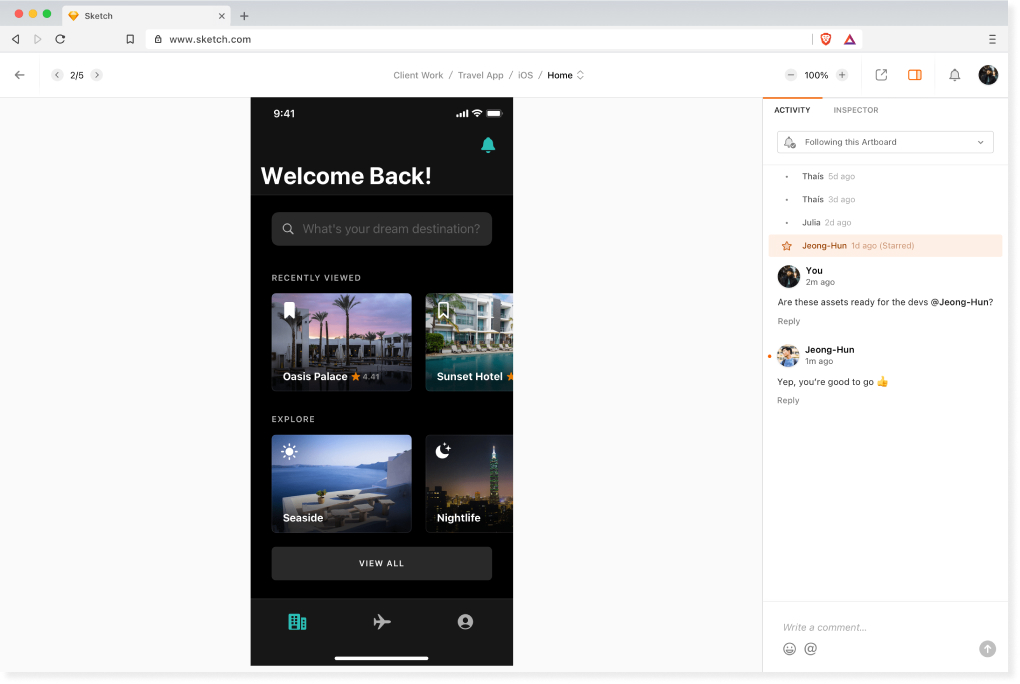 Sketch
www.sketch.com
2/5
Client Work / Travel App / iOS / Home
100%
9:41
Welcome Back!
What's your dream destination?
RECENTLY VIEWED
Oasis Palace 4.41
Sunset Hotel
EXPLORE
Seaside
Nightlife
VIEW ALL
ACTIVITY INSPECTOR
Following this Artboard
Thaís 5d ago
Thaís 3d ago
Julia 2d ago
Jeong-Hun 1d ago (Starred)
You
2m ago
Are these assets ready for the devs @Jeong-Hun?
Reply
Jeong-Hun
1m ago
Yep, you're good to go 👍
Reply
Write a comment...
@